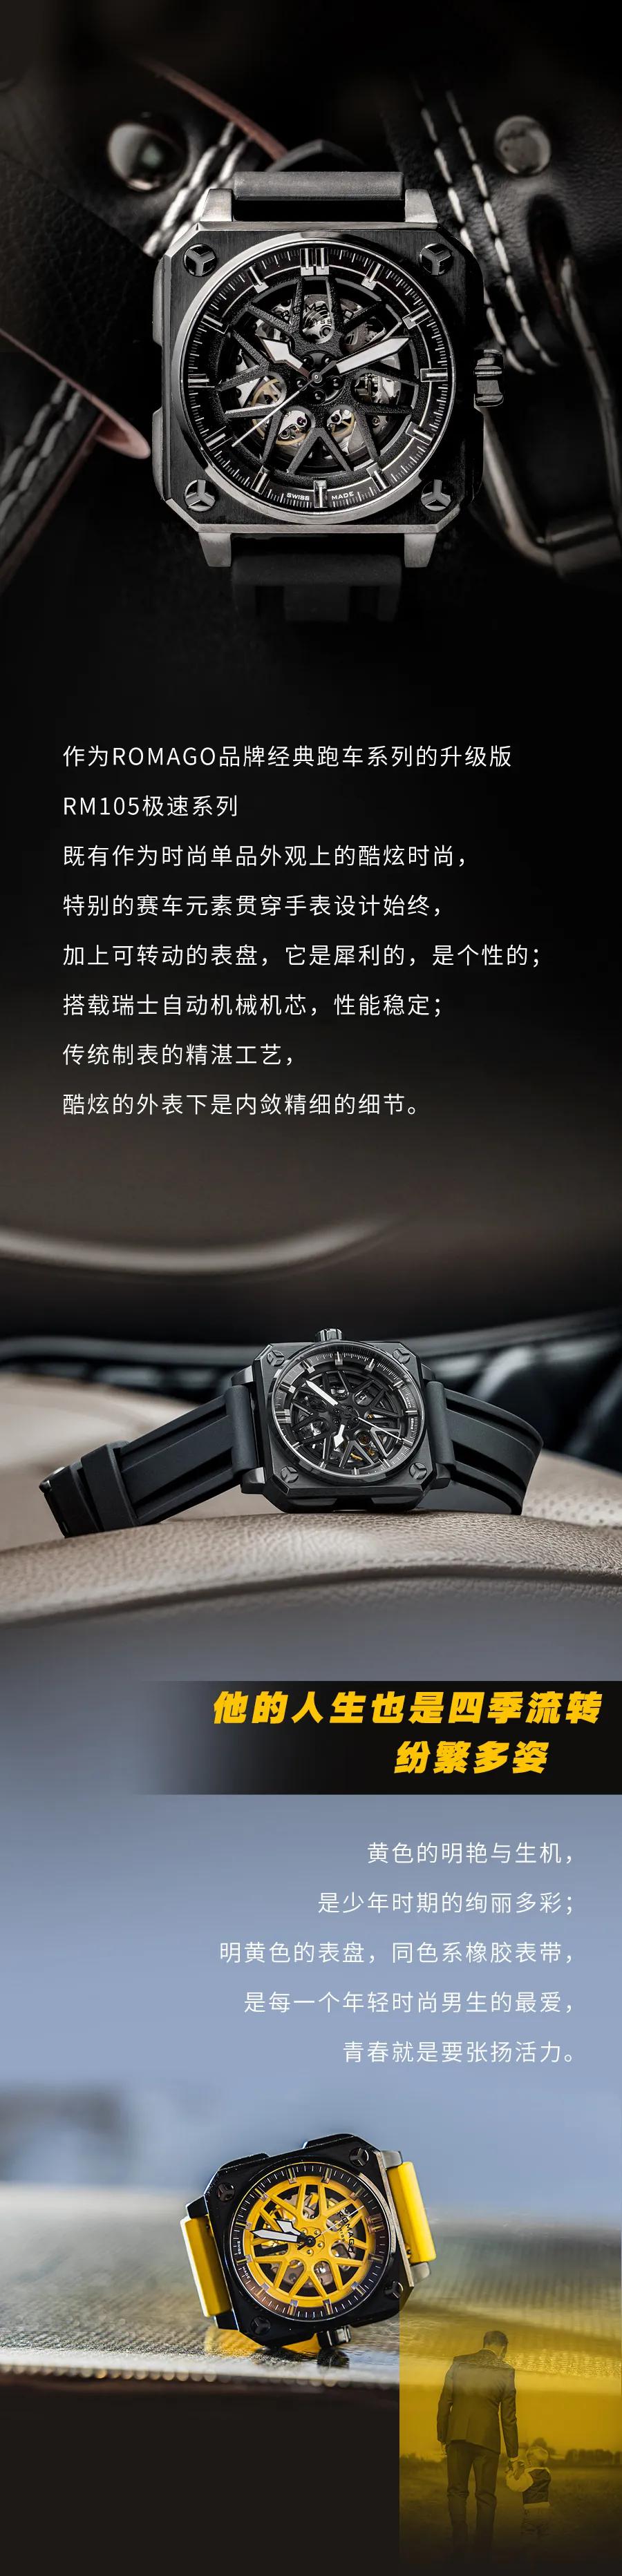 ROMAGO
SWISS MADE
作为ROMAGO品牌经典跑车系列的升级版
RM105极速系列
既有作为时尚单品外观上的酷炫时尚，
特别的赛车元素贯穿手表设计始终，
加上可转动的表盘，它是犀利的，是个性的；
搭载瑞士自动机械机芯，性能稳定；
传统制表的精湛工艺，
酷炫的外表下是内敛精细的细节。
他的人生也是四季流转
纷繁多姿
黄色的明艳与生机，
是少年时期的绚丽多彩；
明黄色的表盘，同色系橡胶表带，
是每一个年轻时尚男生的最爱，
青春就是要张扬活力。